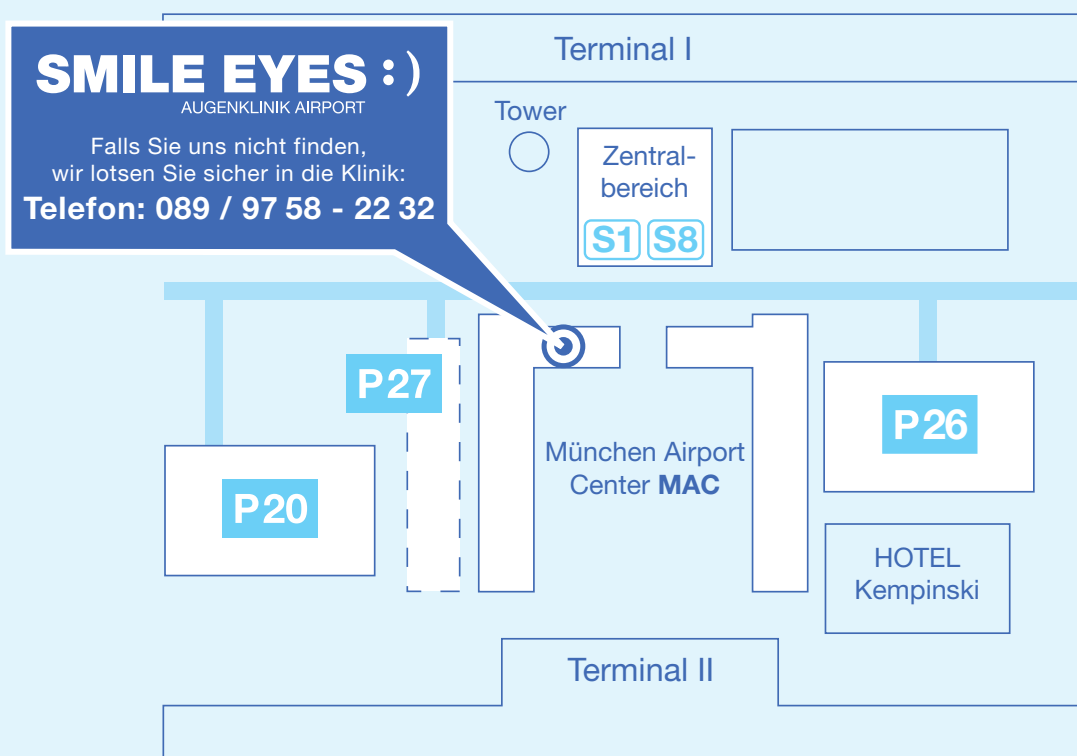 Terminal I
SMILE EYES :)
AUGENKLINIK AIRPORT
Falls Sie uns nicht finden,
wir lotsen Sie sicher in die Klinik:
Telefon: 089 / 97 58 - 22 32
Tower
Zentral-
bereich
S1 S8
P27
P26
P20
München Airport
Center MAC
HOTEL
Kempinski
Terminal II